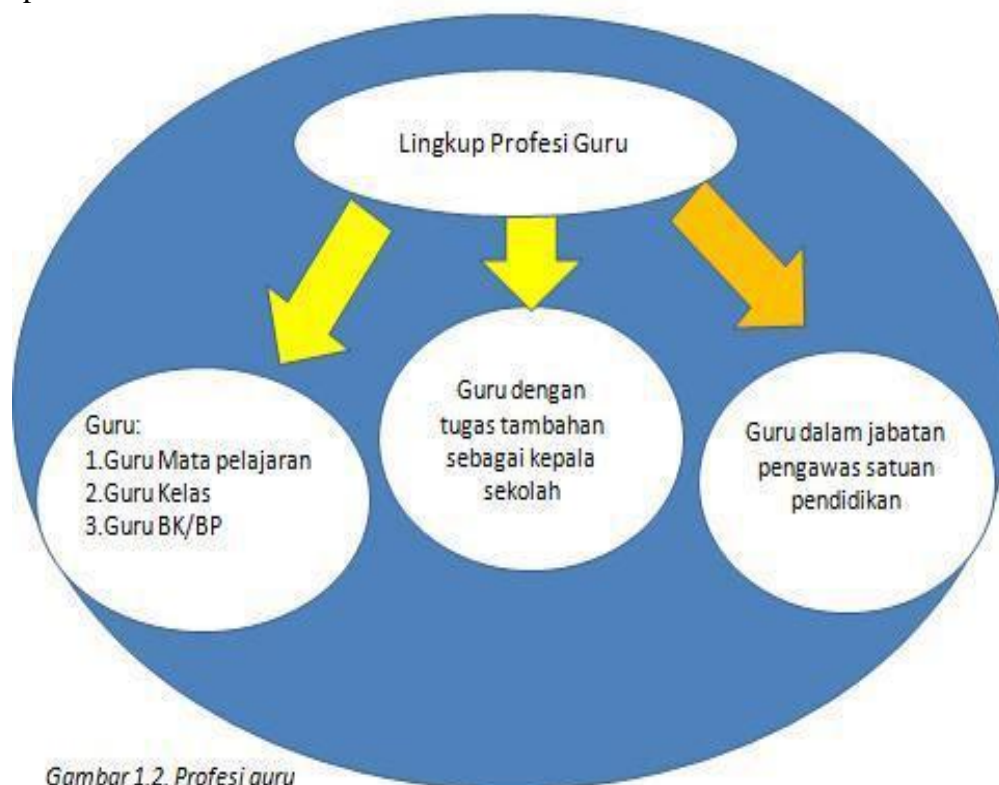 Lingkup Profesi Guru
Guru:
1.Guru Mata pelajaran
2.Guru Kelas
3.Guru BK/BP
Guru dengan
tugas tambahan
sebagai kepala
sekolah
Guru dalam jabatan
pengawas satuan
pendidikan
Gambar 1.2. Profesi guru